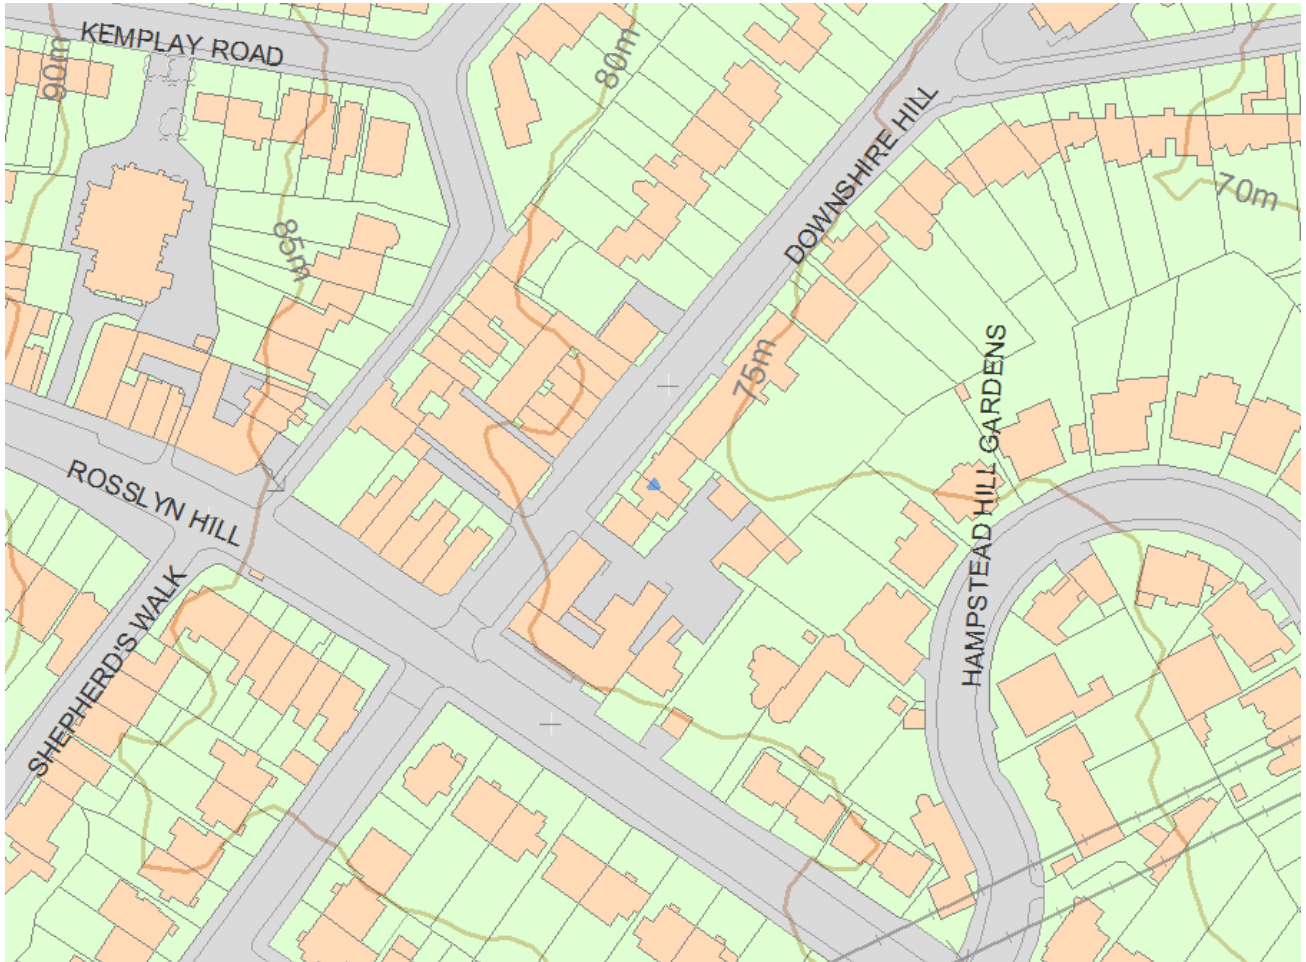 KEMPLAY ROAD
90m
80m
DOWNSHIRE HILL
70m
85m
75m
HAMPSTEAD HILL GARDENS
ROSSLYN HILL
SHEPHERD'S WALK